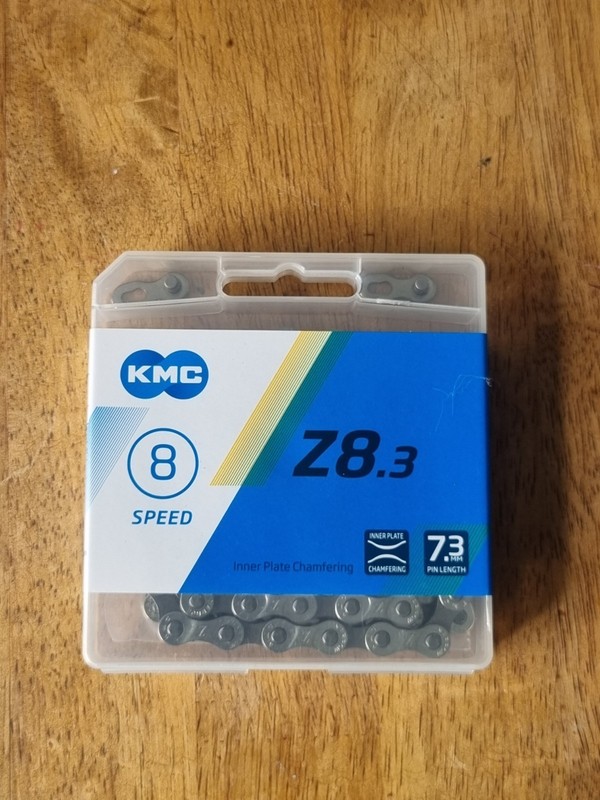 KMC
8
SPEED
Z8.3
Inner Plate Chamfering
INNER PLATE
CHAMFERING
7.3
MM
PIN LENGTH